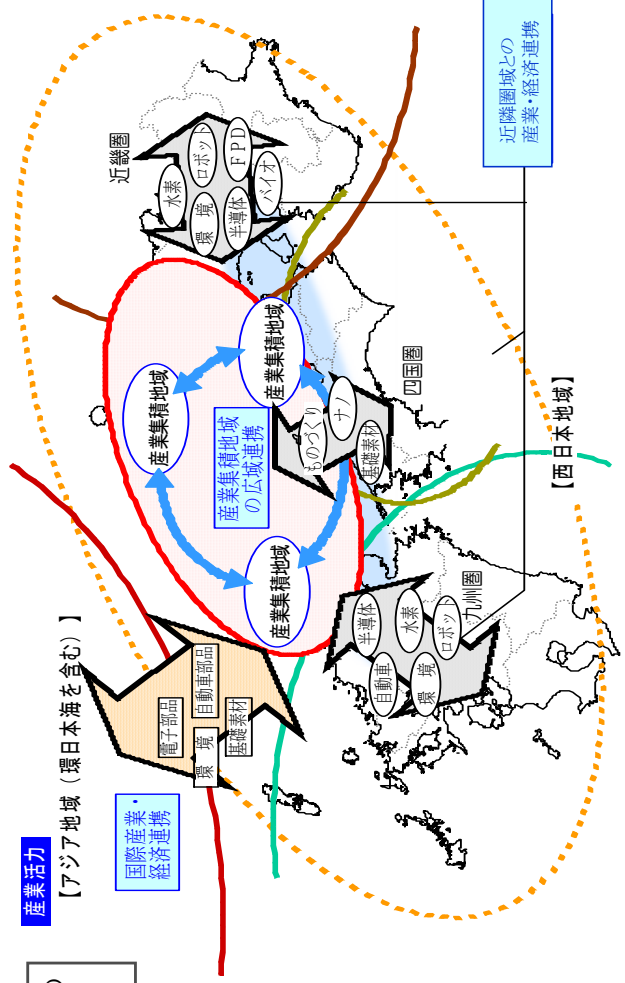 産業活力
【アジア地域（環日本海を含む）】
国際産業・
経済連携
電子部品
自動車部品
環　境
基礎素材
産業集積地域
産業集積地域
産業集積地域
産業集積地域
の広域連携
近畿圏
水素
ロボット
環　境
ＦＰＤ
半導体
バイオ
ものづくり
ナノ
基礎素材
四国圏
半導体
自動車
水素
環　境
ロボット
九州圏
【西日本地域】
近隣圏域との
産業・経済連携